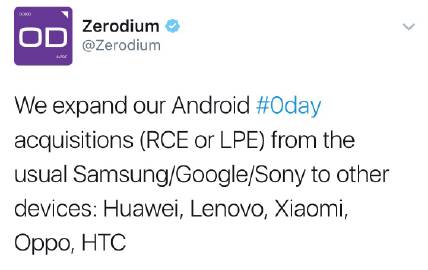 OD
Zerodium
@Zerodium
We expand our Android #0day
acquisitions (RCE or LPE) from the
usual Samsung/Google/Sony to other
devices: Huawei, Lenovo, Xiaomi,
Oppo, HTC